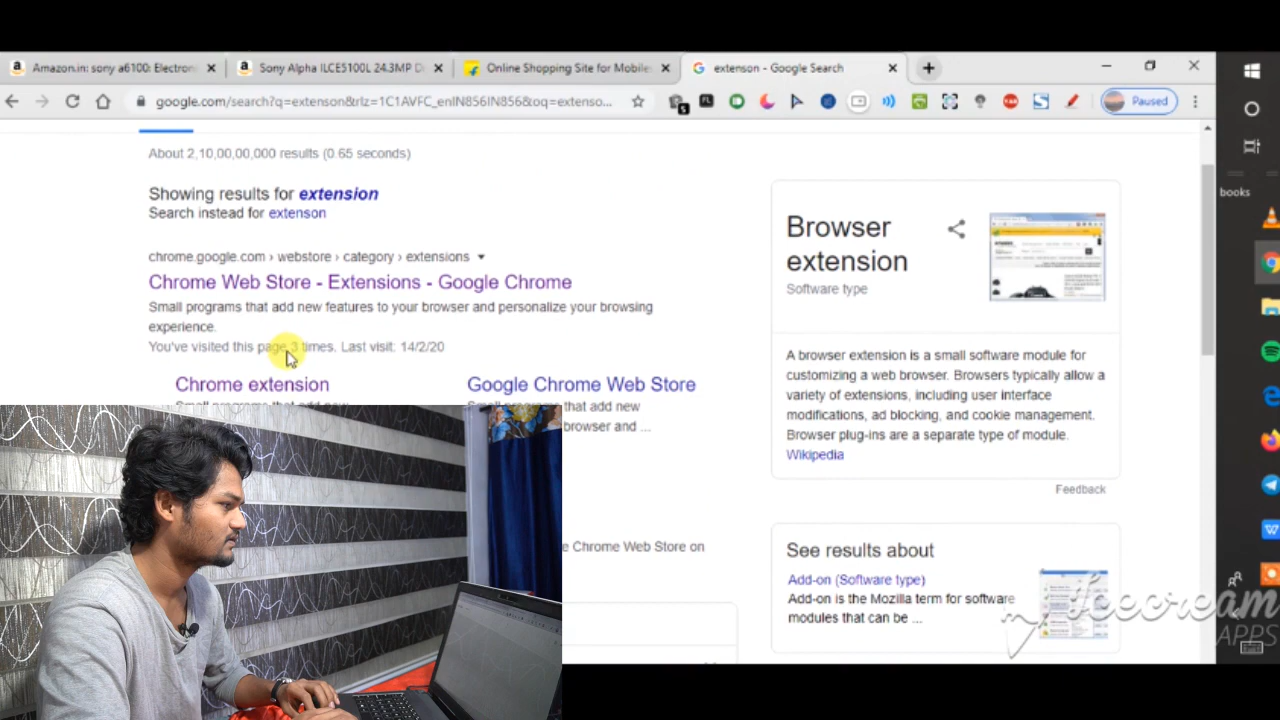 Amazon.in: sony a6100: Electroni
Sony Alpha ILCE5100L 24.3MP D
Online Shopping Site for Mobiles
extenson - Google Search
google.com/search?q=extenson&rlz=1C1AVFC_enIN856IN856&oq=extenso...
Paused
About 2,10,00,00,000 results (0.65 seconds)
Showing results for extension
Search instead for extenson
chrome.google.com › webstore › category › extensions
Chrome Web Store - Extensions - Google Chrome
Small programs that add new features to your browser and personalize your browsing
experience.
You've visited this page 3 times. Last visit: 14/2/20
Chrome extension
Google Chrome Web Store
that add new
browser and ...
e Chrome Web Store on
Browser
extension
Software type
A browser extension is a small software module for
customizing a web browser. Browsers typically allow a
variety of extensions, including user interface
modifications, ad blocking, and cookie management.
Browser plug-ins are a separate type of module.
Wikipedia
Feedback
See results about
Add-on (Software type)
Add-on is the Mozilla term for software
modules that can be ...
books
Icecream
APPS